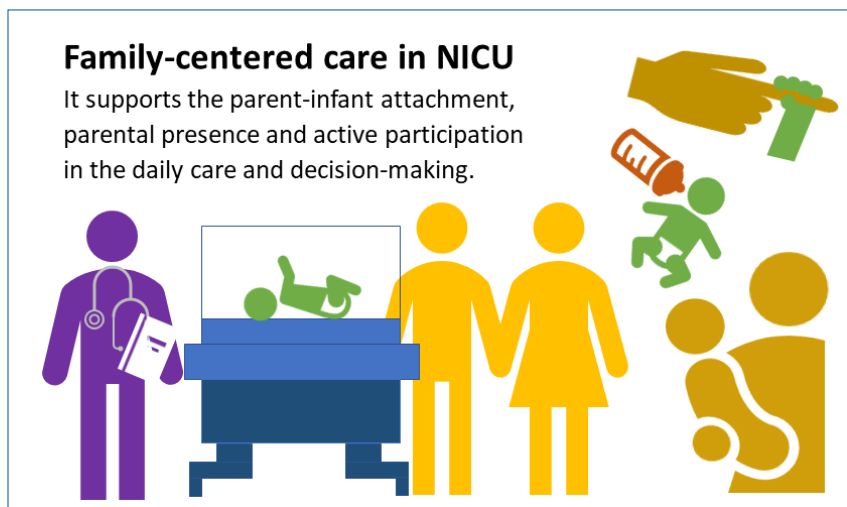 Family-centered care in NICU
It supports the parent-infant attachment,
parental presence and active participation
in the daily care and decision-making.